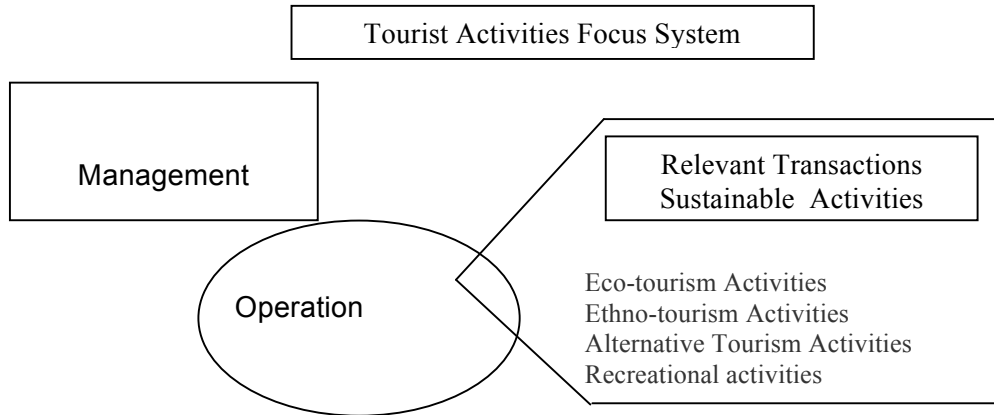 Tourist Activities Focus System
Management
Relevant Transactions
Sustainable Activities
Operation
Eco-tourism Activities
Ethno-tourism Activities
Alternative Tourism Activities
Recreational activities